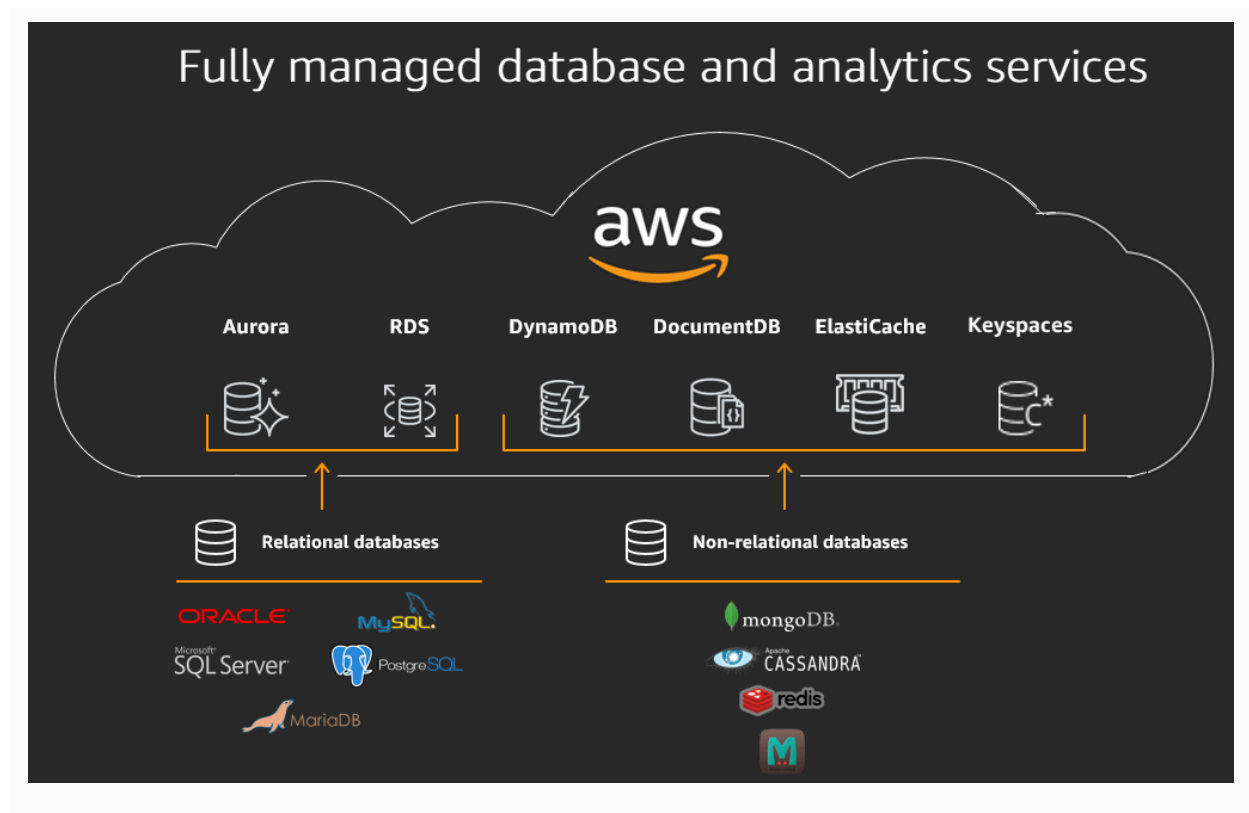 Fully managed database and analytics services
aws
Aurora
RDS
DynamoDB
DocumentDB
ElastiCache
Keyspaces
C*
Relational databases
Non-relational databases
ORACLE
MySQL
Microsoft
SQL Server
PostgreSQL
MariaDB
mongoDB
Apache
CASSANDRA
redis
M